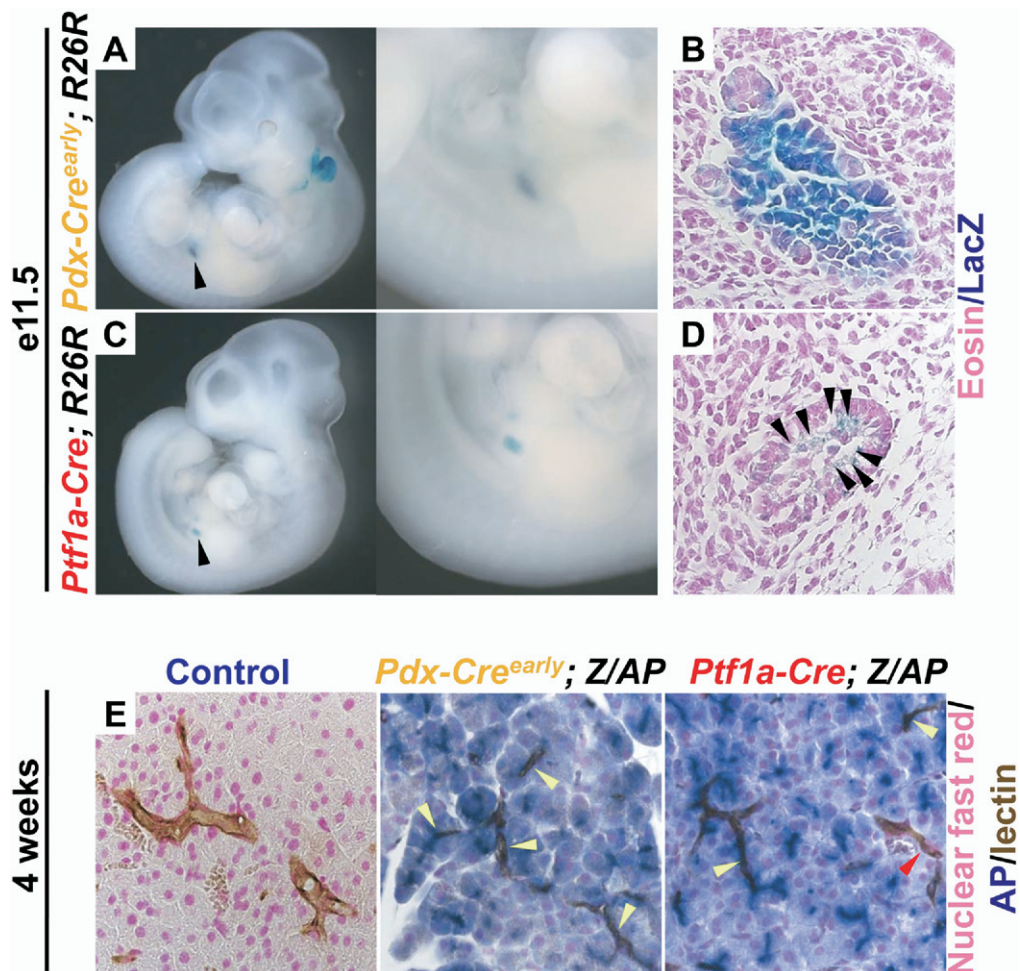 e11.5
Pdx-Cre^early; R26R
A
B
Ptf1a-Cre; R26R
C
D
Eosin/LacZ
4 weeks
Control
Pdx-Cre^early; Z/AP
Ptf1a-Cre; Z/AP
E
Nuclear fast red/
AP/lectin